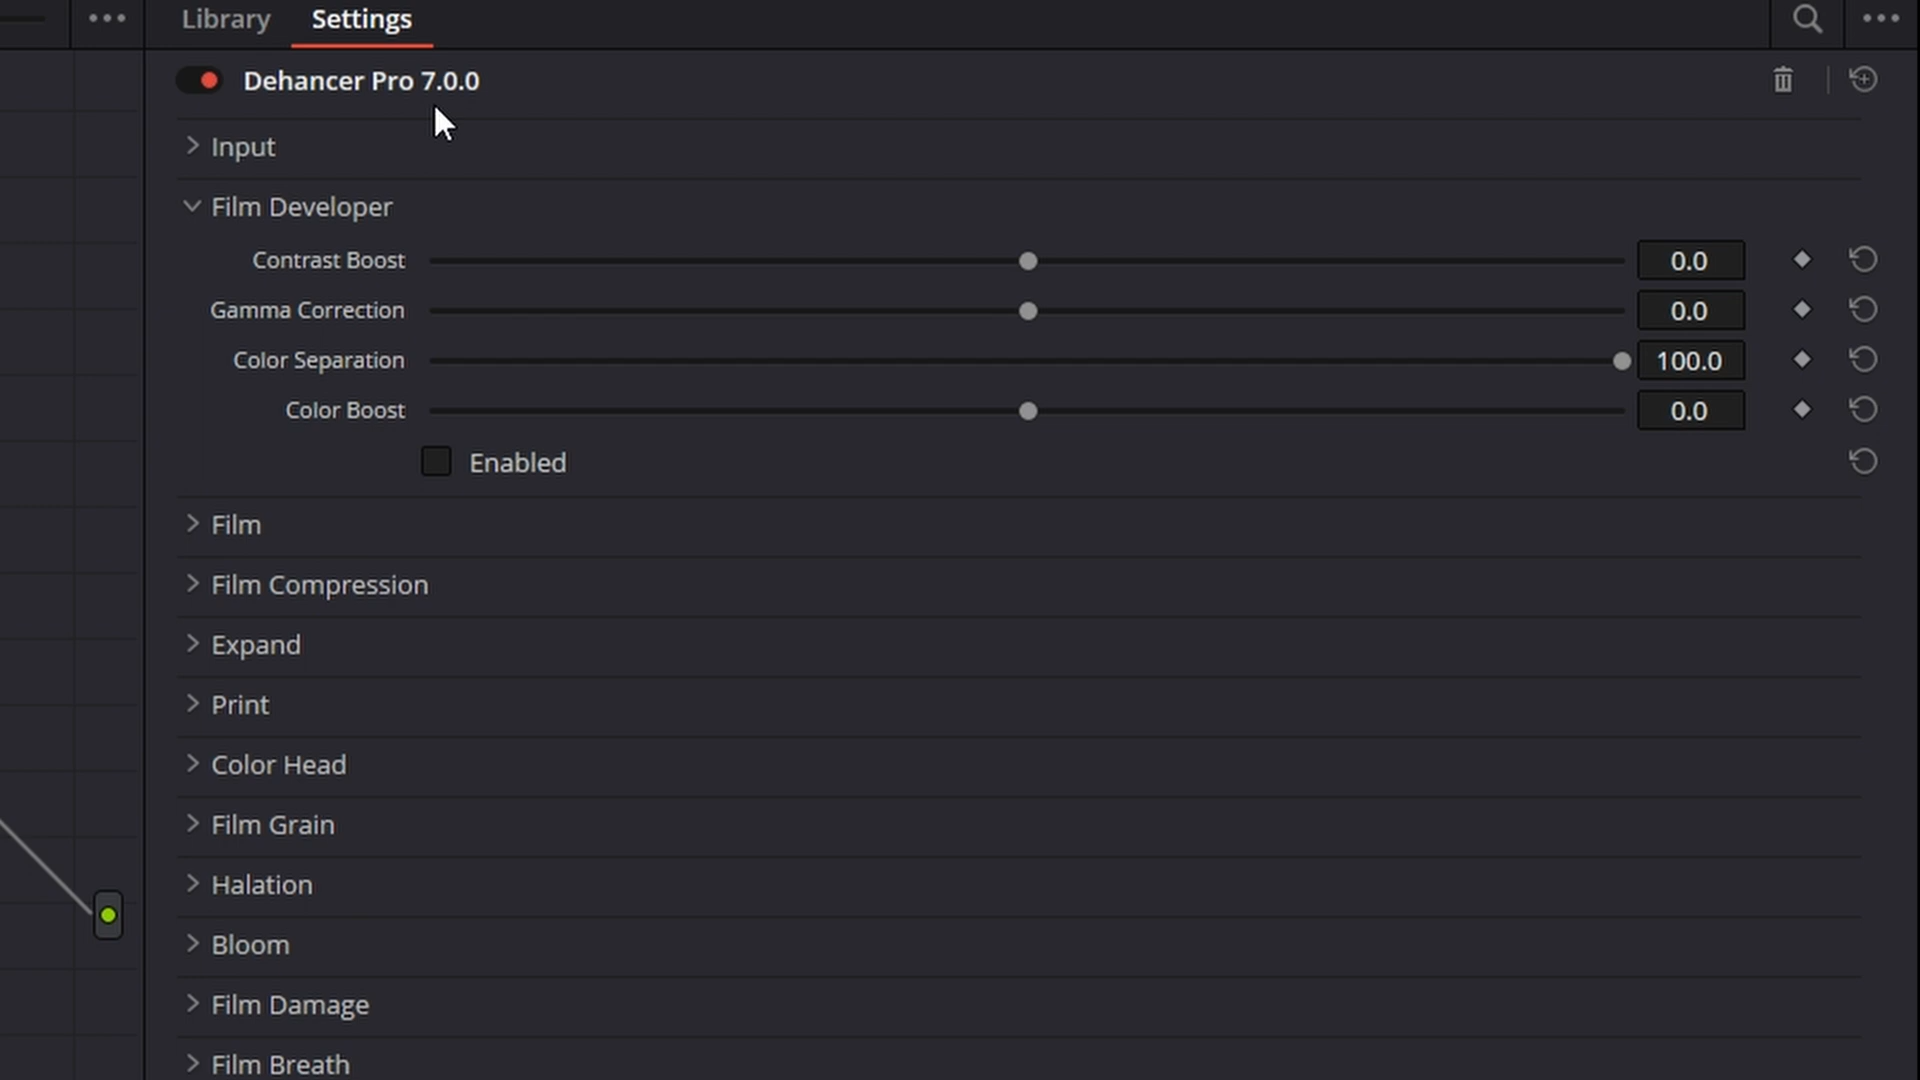 Library Settings
Dehancer Pro 7.0.0
Input
Film Developer
Contrast Boost 0.0
Gamma Correction 0.0
Color Separation 100.0
Color Boost 0.0
Enabled
Film
Film Compression
Expand
Print
Color Head
Film Grain
Halation
Bloom
Film Damage
Film Breath